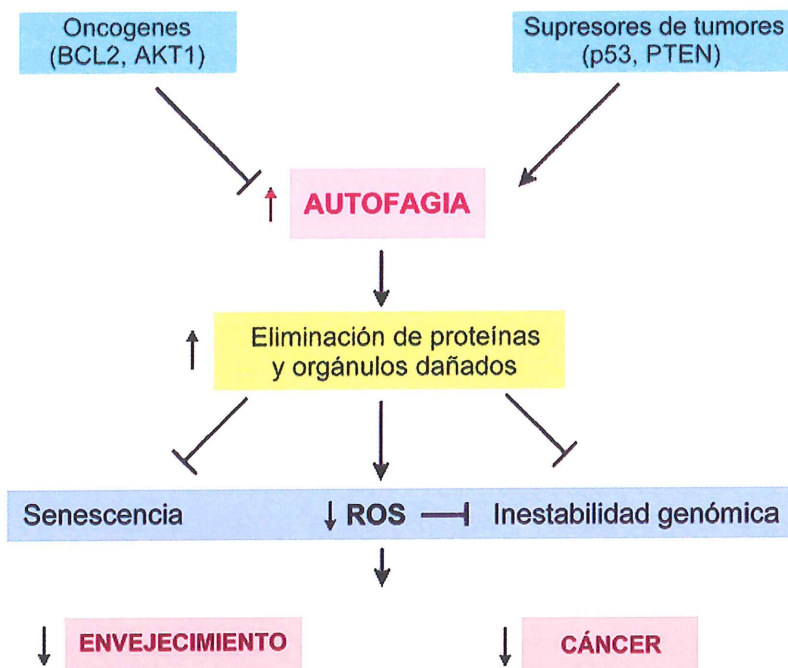 Oncogenes
(BCL2, AKT1)
Supresores de tumores
(p53, PTEN)
AUTOFAGIA
Eliminación de proteínas
y orgánulos dañados
Senescencia
ROS
Inestabilidad genómica
ENVEJECIMIENTO
CÁNCER